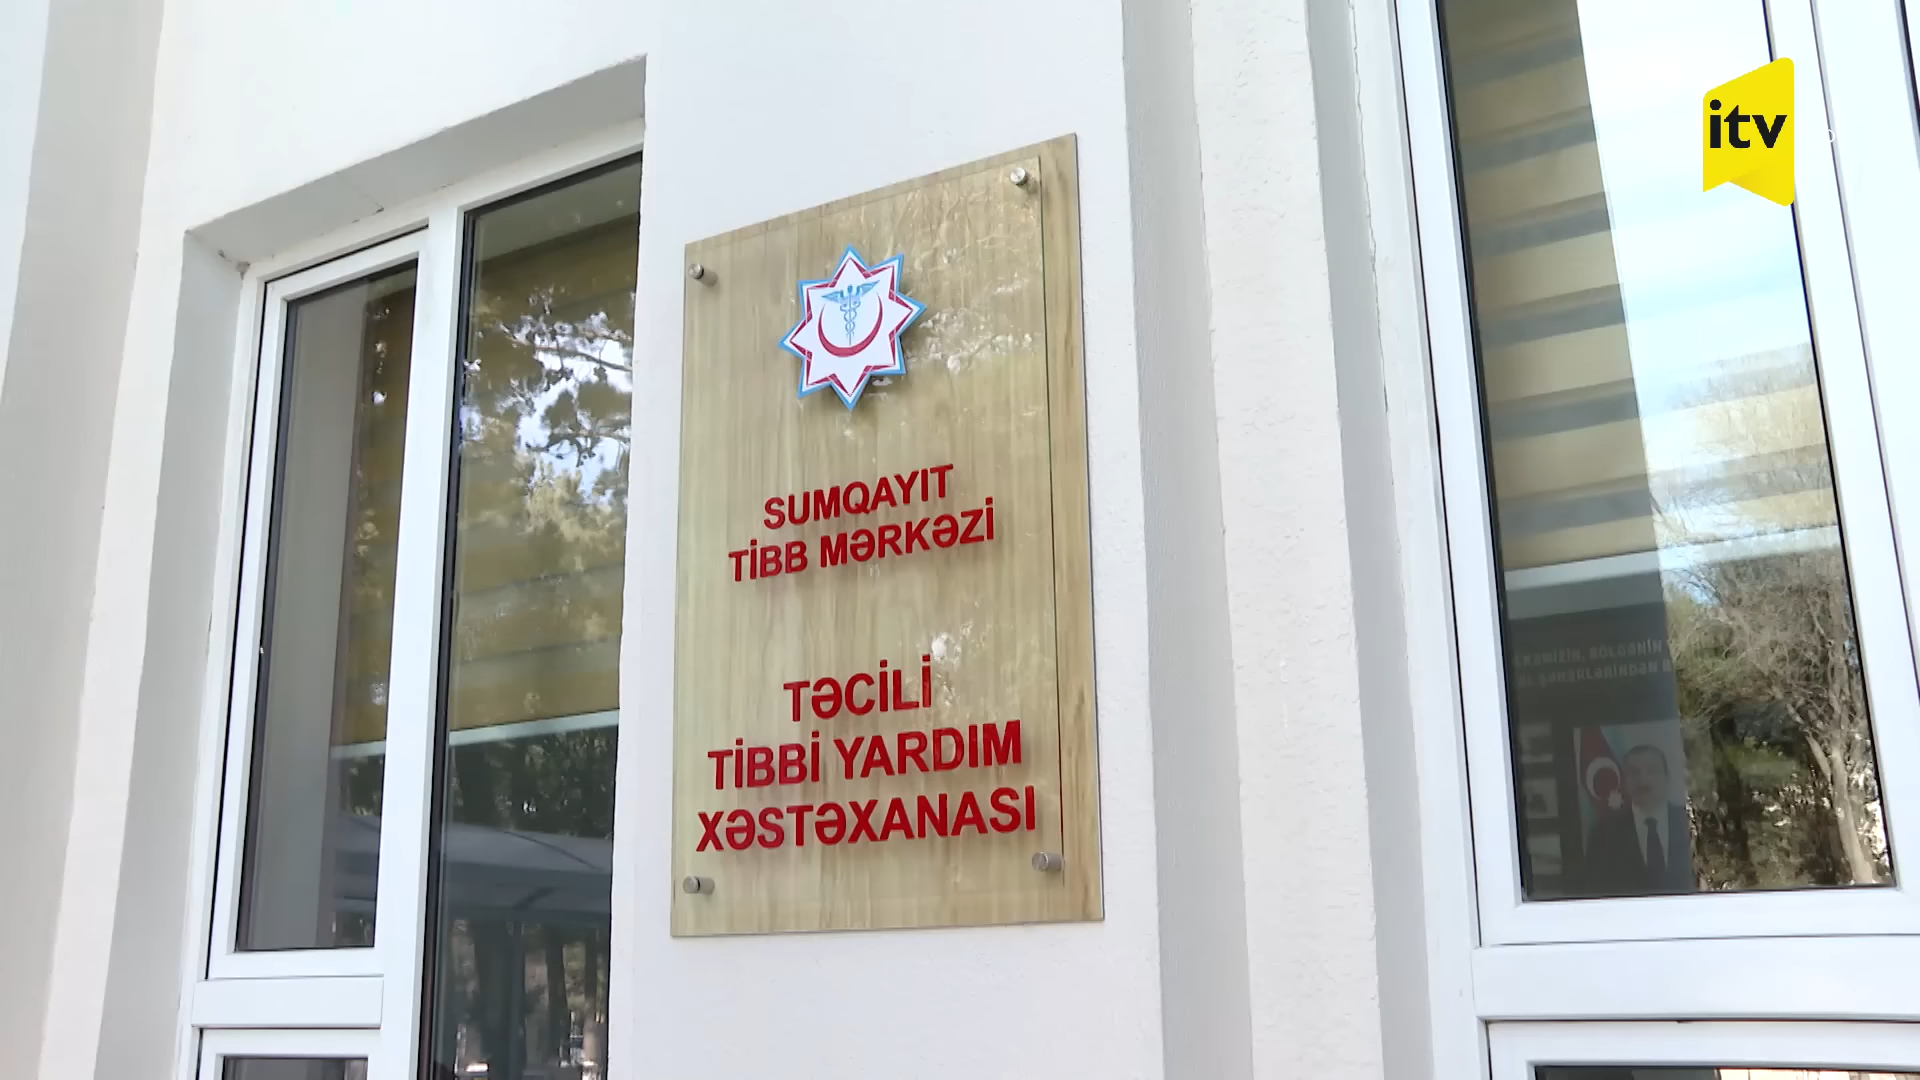 itv
SUMQAYIT
TİBB MƏRKƏZİ
TƏCİLİ
TİBBİ YARDIM
XƏSTƏXANASI